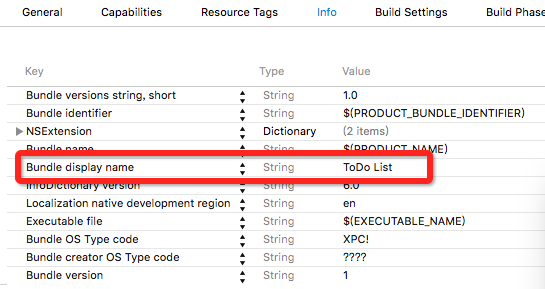 General Capabilities Resource Tags Info Build Settings Build Phase
Key Type Value
Bundle versions string, short String 1.0
Bundle identifier String $(PRODUCT_BUNDLE_IDENTIFIER)
NSExtension Dictionary (2 items)
Bundle name String $(PRODUCT_NAME)
Bundle display name String ToDo List
InfoDictionary version String 6.0
Localization native development region String en
Executable file String $(EXECUTABLE_NAME)
Bundle OS Type code String XPC!
Bundle creator OS Type code String ????
Bundle version String 1